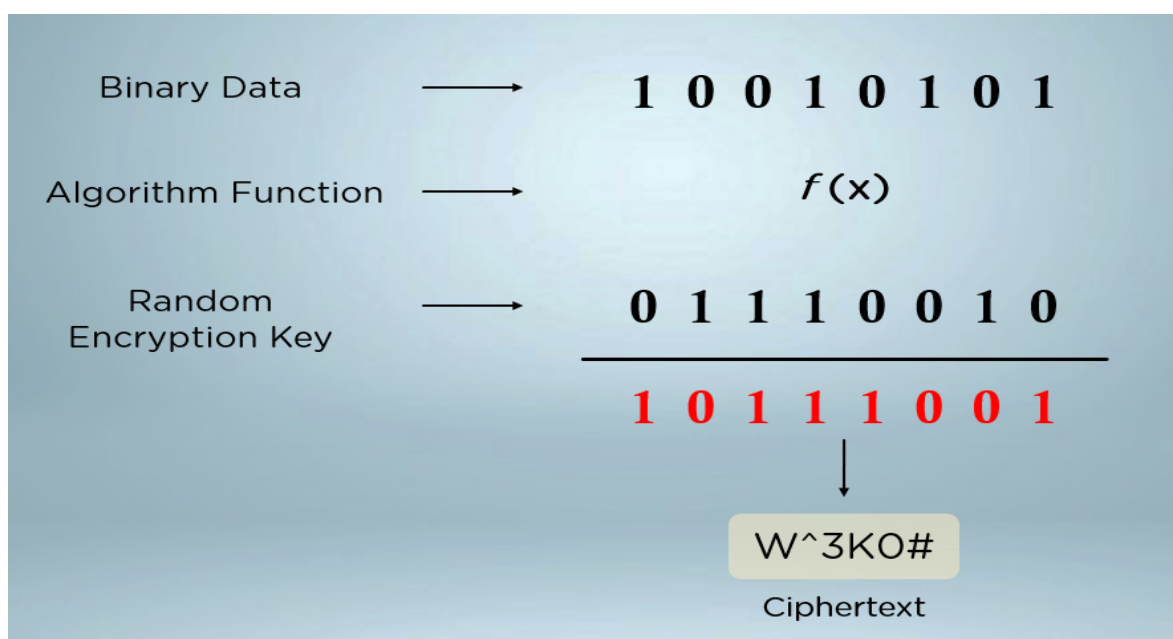 Binary Data 1 0 0 1 0 1 0 1
Algorithm Function f(x)
Random
Encryption Key 0 1 1 1 0 0 1 0
1 0 1 1 1 0 0 1
W^3KO#
Ciphertext